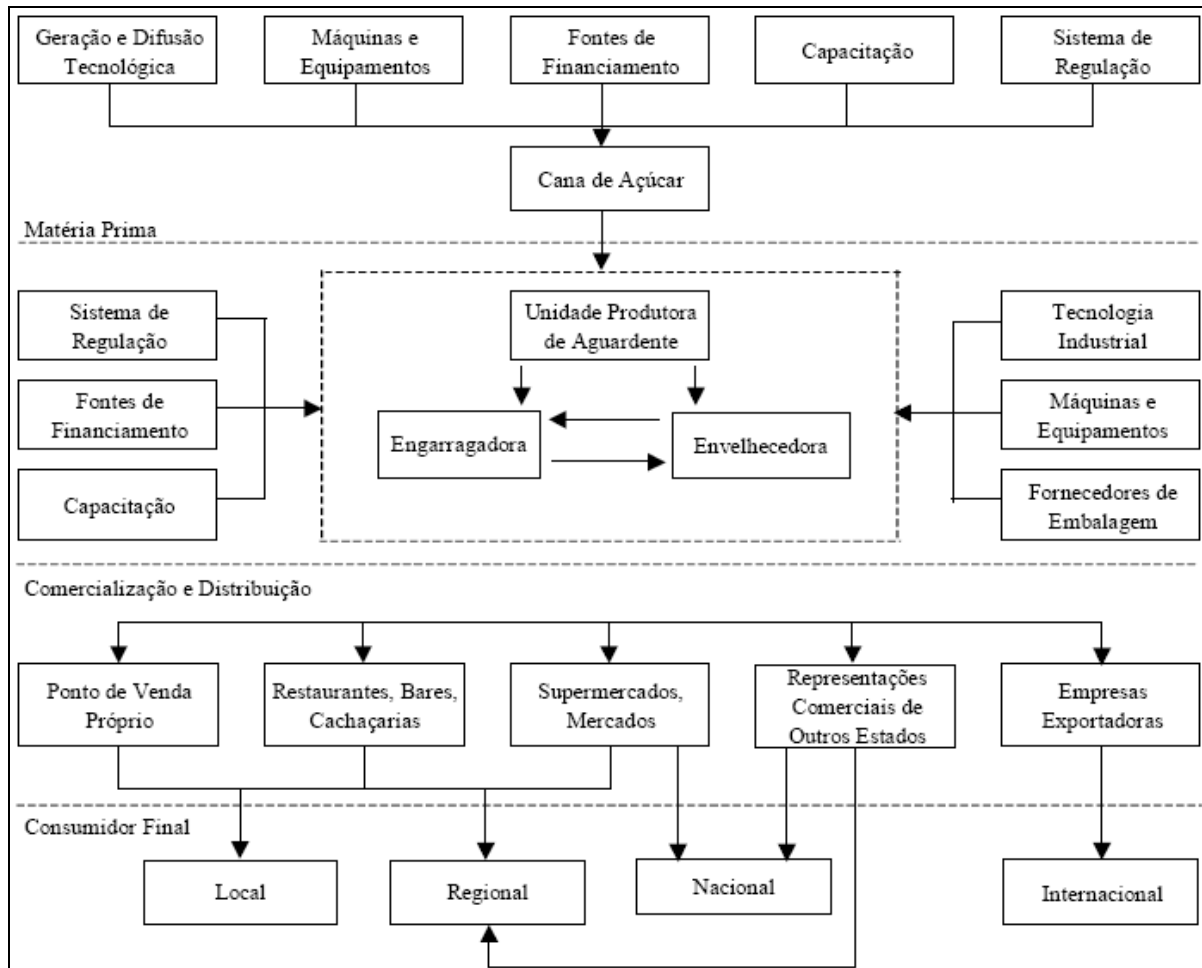 Geração e Difusão
Tecnológica
Máquinas e
Equipamentos
Fontes de
Financiamento
Capacitação
Sistema de
Regulação
Cana de Açúcar
Matéria Prima
Sistema de
Regulação
Fontes de
Financiamento
Capacitação
Unidade Produtora
de Aguardente
Engarragadora
Envelhecedora
Tecnologia
Industrial
Máquinas e
Equipamentos
Fornecedores de
Embalagem
Comercialização e Distribuição
Ponto de Venda
Próprio
Restaurantes, Bares,
Cachaçarias
Supermercados,
Mercados
Representações
Comerciais de
Outros Estados
Empresas
Exportadoras
Consumidor Final
Local
Regional
Nacional
Internacional